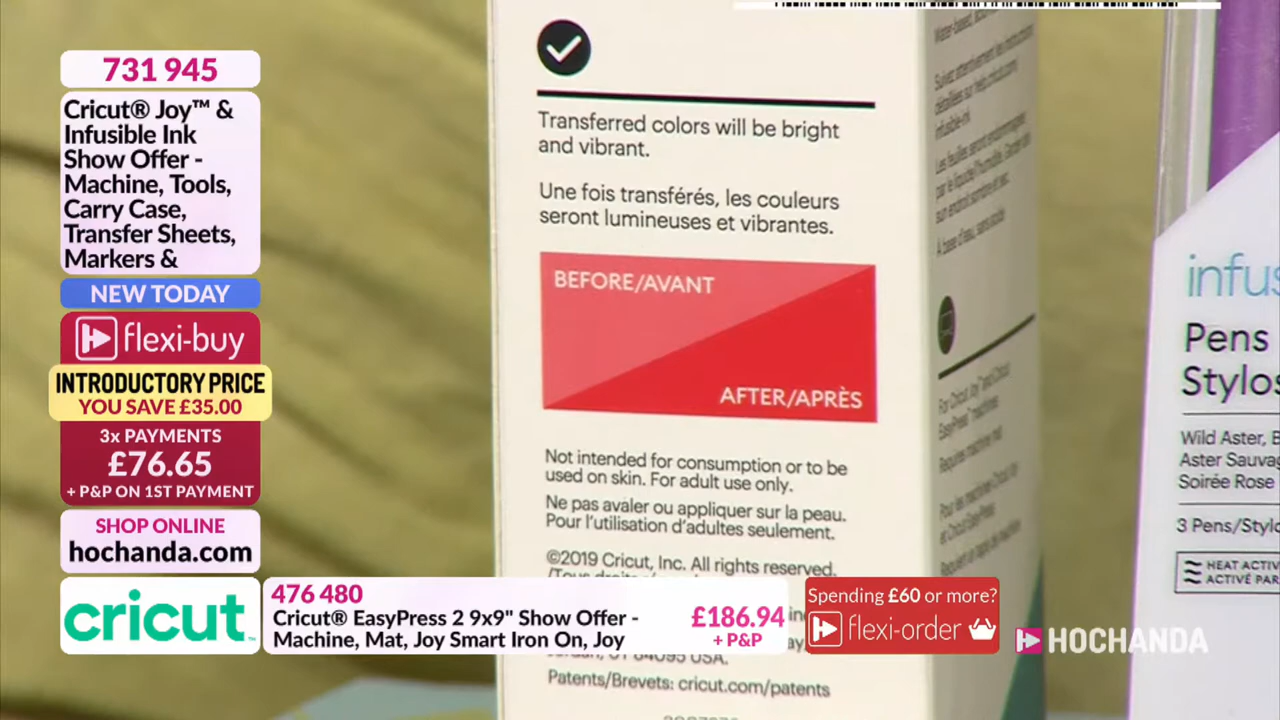 731 945
Cricut® Joy™ &
Infusible Ink
Show Offer -
Machine, Tools,
Carry Case,
Transfer Sheets,
Markers &
NEW TODAY
flexi-buy
INTRODUCTORY PRICE
YOU SAVE £35.00
3x PAYMENTS
£76.65
+ P&P ON 1ST PAYMENT
SHOP ONLINE
hochanda.com
cricut™
476 480
Cricut® EasyPress 2 9x9" Show Offer -
Machine, Mat, Joy Smart Iron On, Joy
£186.94
+ P&P
Spending £60 or more?
flexi-order
HOCHANDA
Transferred colors will be bright
and vibrant.
Une fois transférés, les couleurs
seront lumineuses et vibrantes.
BEFORE/AVANT
AFTER/APRÈS
Not intended for consumption or to be
used on skin. For adult use only.
Ne pas avaler ou appliquer sur la peau.
Pour l'utilisation d'adultes seulement.
©2019 Cricut, Inc. All rights reserved.
Patents/Brevets: cricut.com/patents
infus
Pens
Stylos
Wild Aster,
Aster Sauva
Soirée Rose
3 Pens/Stylo
HEAT ACTIV
ACTIVÉ PAR